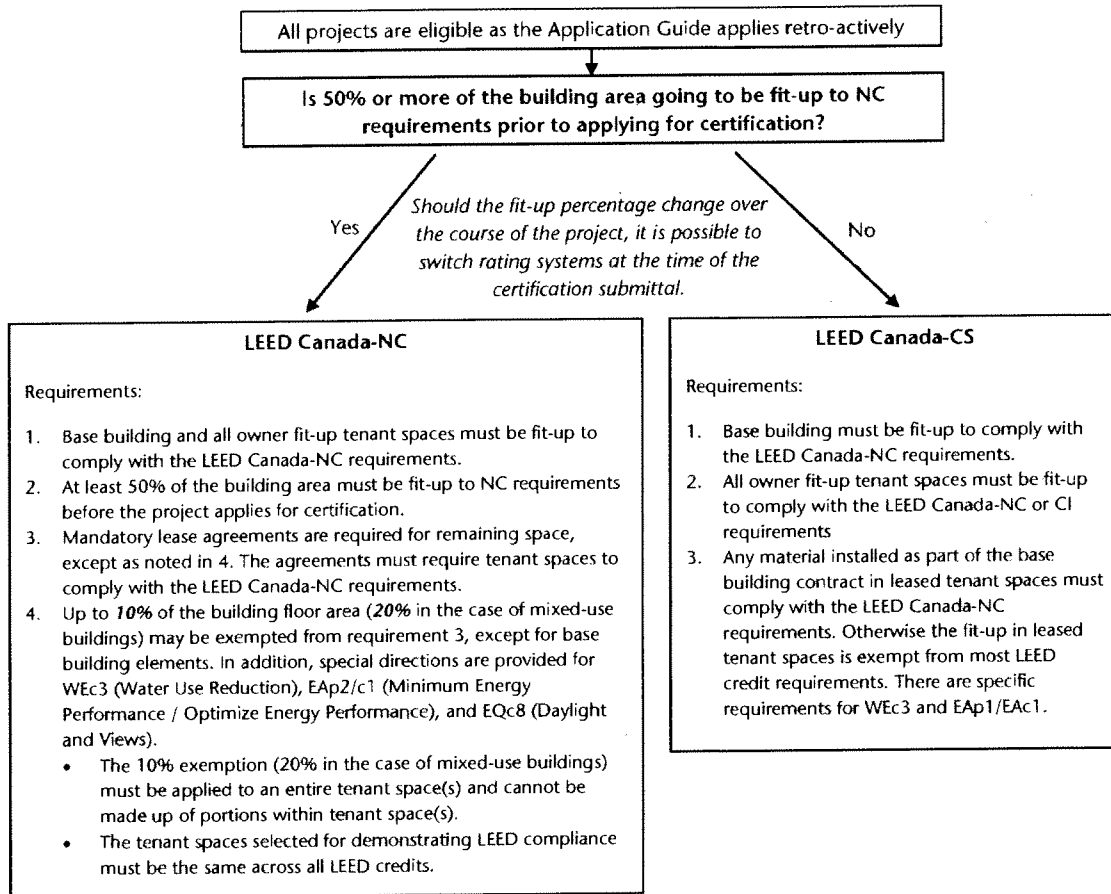 All projects are eligible as the Application Guide applies retro-actively
Is 50% or more of the building area going to be fit-up to NC
requirements prior to applying for certification?
Yes
Should the fit-up percentage change over
the course of the project, it is possible to
switch rating systems at the time of the
certification submittal.
No
LEED Canada-NC
Requirements:
1. Base building and all owner fit-up tenant spaces must be fit-up to
comply with the LEED Canada-NC requirements.
2. At least 50% of the building area must be fit-up to NC requirements
before the project applies for certification.
3. Mandatory lease agreements are required for remaining space,
except as noted in 4. The agreements must require tenant spaces to
comply with the LEED Canada-NC requirements.
4. Up to 10% of the building floor area (20% in the case of mixed-use
buildings) may be exempted from requirement 3, except for base
building elements. In addition, special directions are provided for
WEc3 (Water Use Reduction), EAp2/c1 (Minimum Energy
Performance / Optimize Energy Performance), and EQc8 (Daylight
and Views).
• The 10% exemption (20% in the case of mixed-use buildings)
must be applied to an entire tenant space(s) and cannot be
made up of portions within tenant space(s).
• The tenant spaces selected for demonstrating LEED compliance
must be the same across all LEED credits.
LEED Canada-CS
Requirements:
1. Base building must be fit-up to comply with
the LEED Canada-NC requirements.
2. All owner fit-up tenant spaces must be fit-up
to comply with the LEED Canada-NC or CI
requirements
3. Any material installed as part of the base
building contract in leased tenant spaces must
comply with the LEED Canada-NC
requirements. Otherwise the fit-up in leased
tenant spaces is exempt from most LEED
credit requirements. There are specific
requirements for WEc3 and EAp1/EAc1.